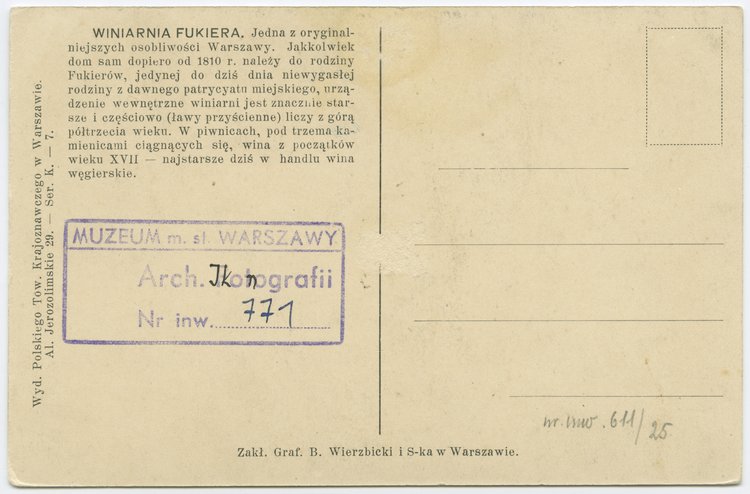 WINIARNIA FUKIERA. Jedna z oryginal-
niejszych osobliwości Warszawy. Jakkolwiek
dom sam dopiero od 1810 r. należy do rodziny
Fukierów, jedynej do dziś dnia niewygasłej
rodziny z dawnego patrycyatu miejskiego, urzą-
dzenie wewnętrzne winiarni jest znacznie star-
sze i częściowo (ławy przyścienne) liczy z górą
półtrzecia wieku. W piwnicach, pod trzema ka-
mienicami ciągnących się, wina z początków
wieku XVII — najstarsze dziś w handlu wina
węgierskie.
Wyd. Polskiego Tow. Krajoznawczego w Warszawie.
Al. Jerozolimskie 29. — Ser. K. — 7.
MUZEUM m. st. WARSZAWY
Arch. Fotografii
Nr inw. 771
nr. inw. 611/25
Zakł. Graf. B. Wierzbicki i S-ka w Warszawie.